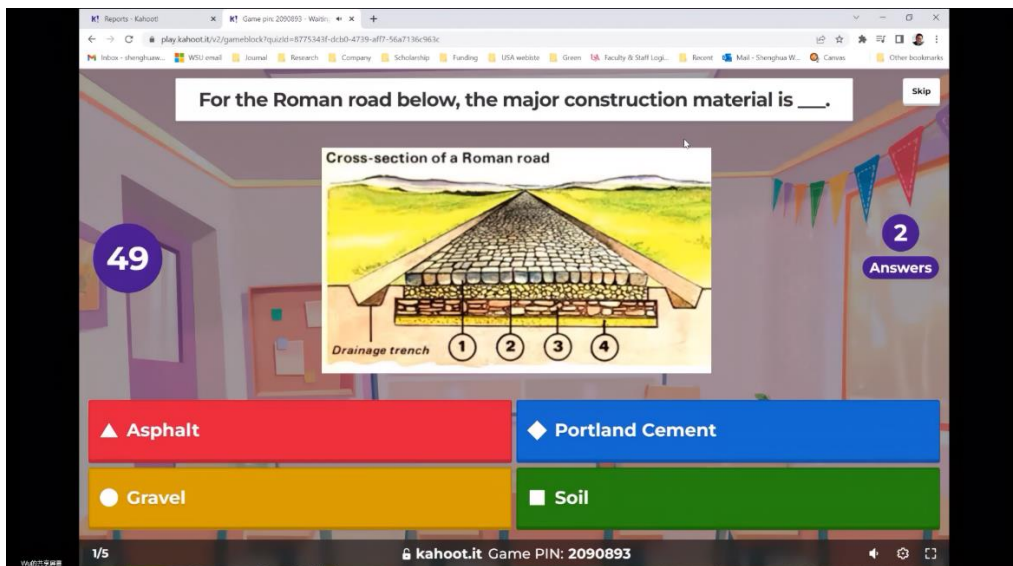 Reports - Kahoot!
Game pin: 2090893 - Waitin
play.kahoot.it/v2/gameblock?quizId=8775343f-dcb0-4739-aff7-56a7136c963c
Inbox - shenghuaw...
WSU email
Journal
Research
Company
Scholarship
Funding
USA webiste
Green
Faculty & Staff Logi...
Recent
Mail - Shenghua W...
Canvas
Other bookmarks
For the Roman road below, the major construction material is ___.
Skip
Cross-section of a Roman road
49
2
Answers
Drainage trench
1 2 3 4
Asphalt
Portland Cement
Gravel
Soil
1/5
kahoot.it Game PIN: 2090893